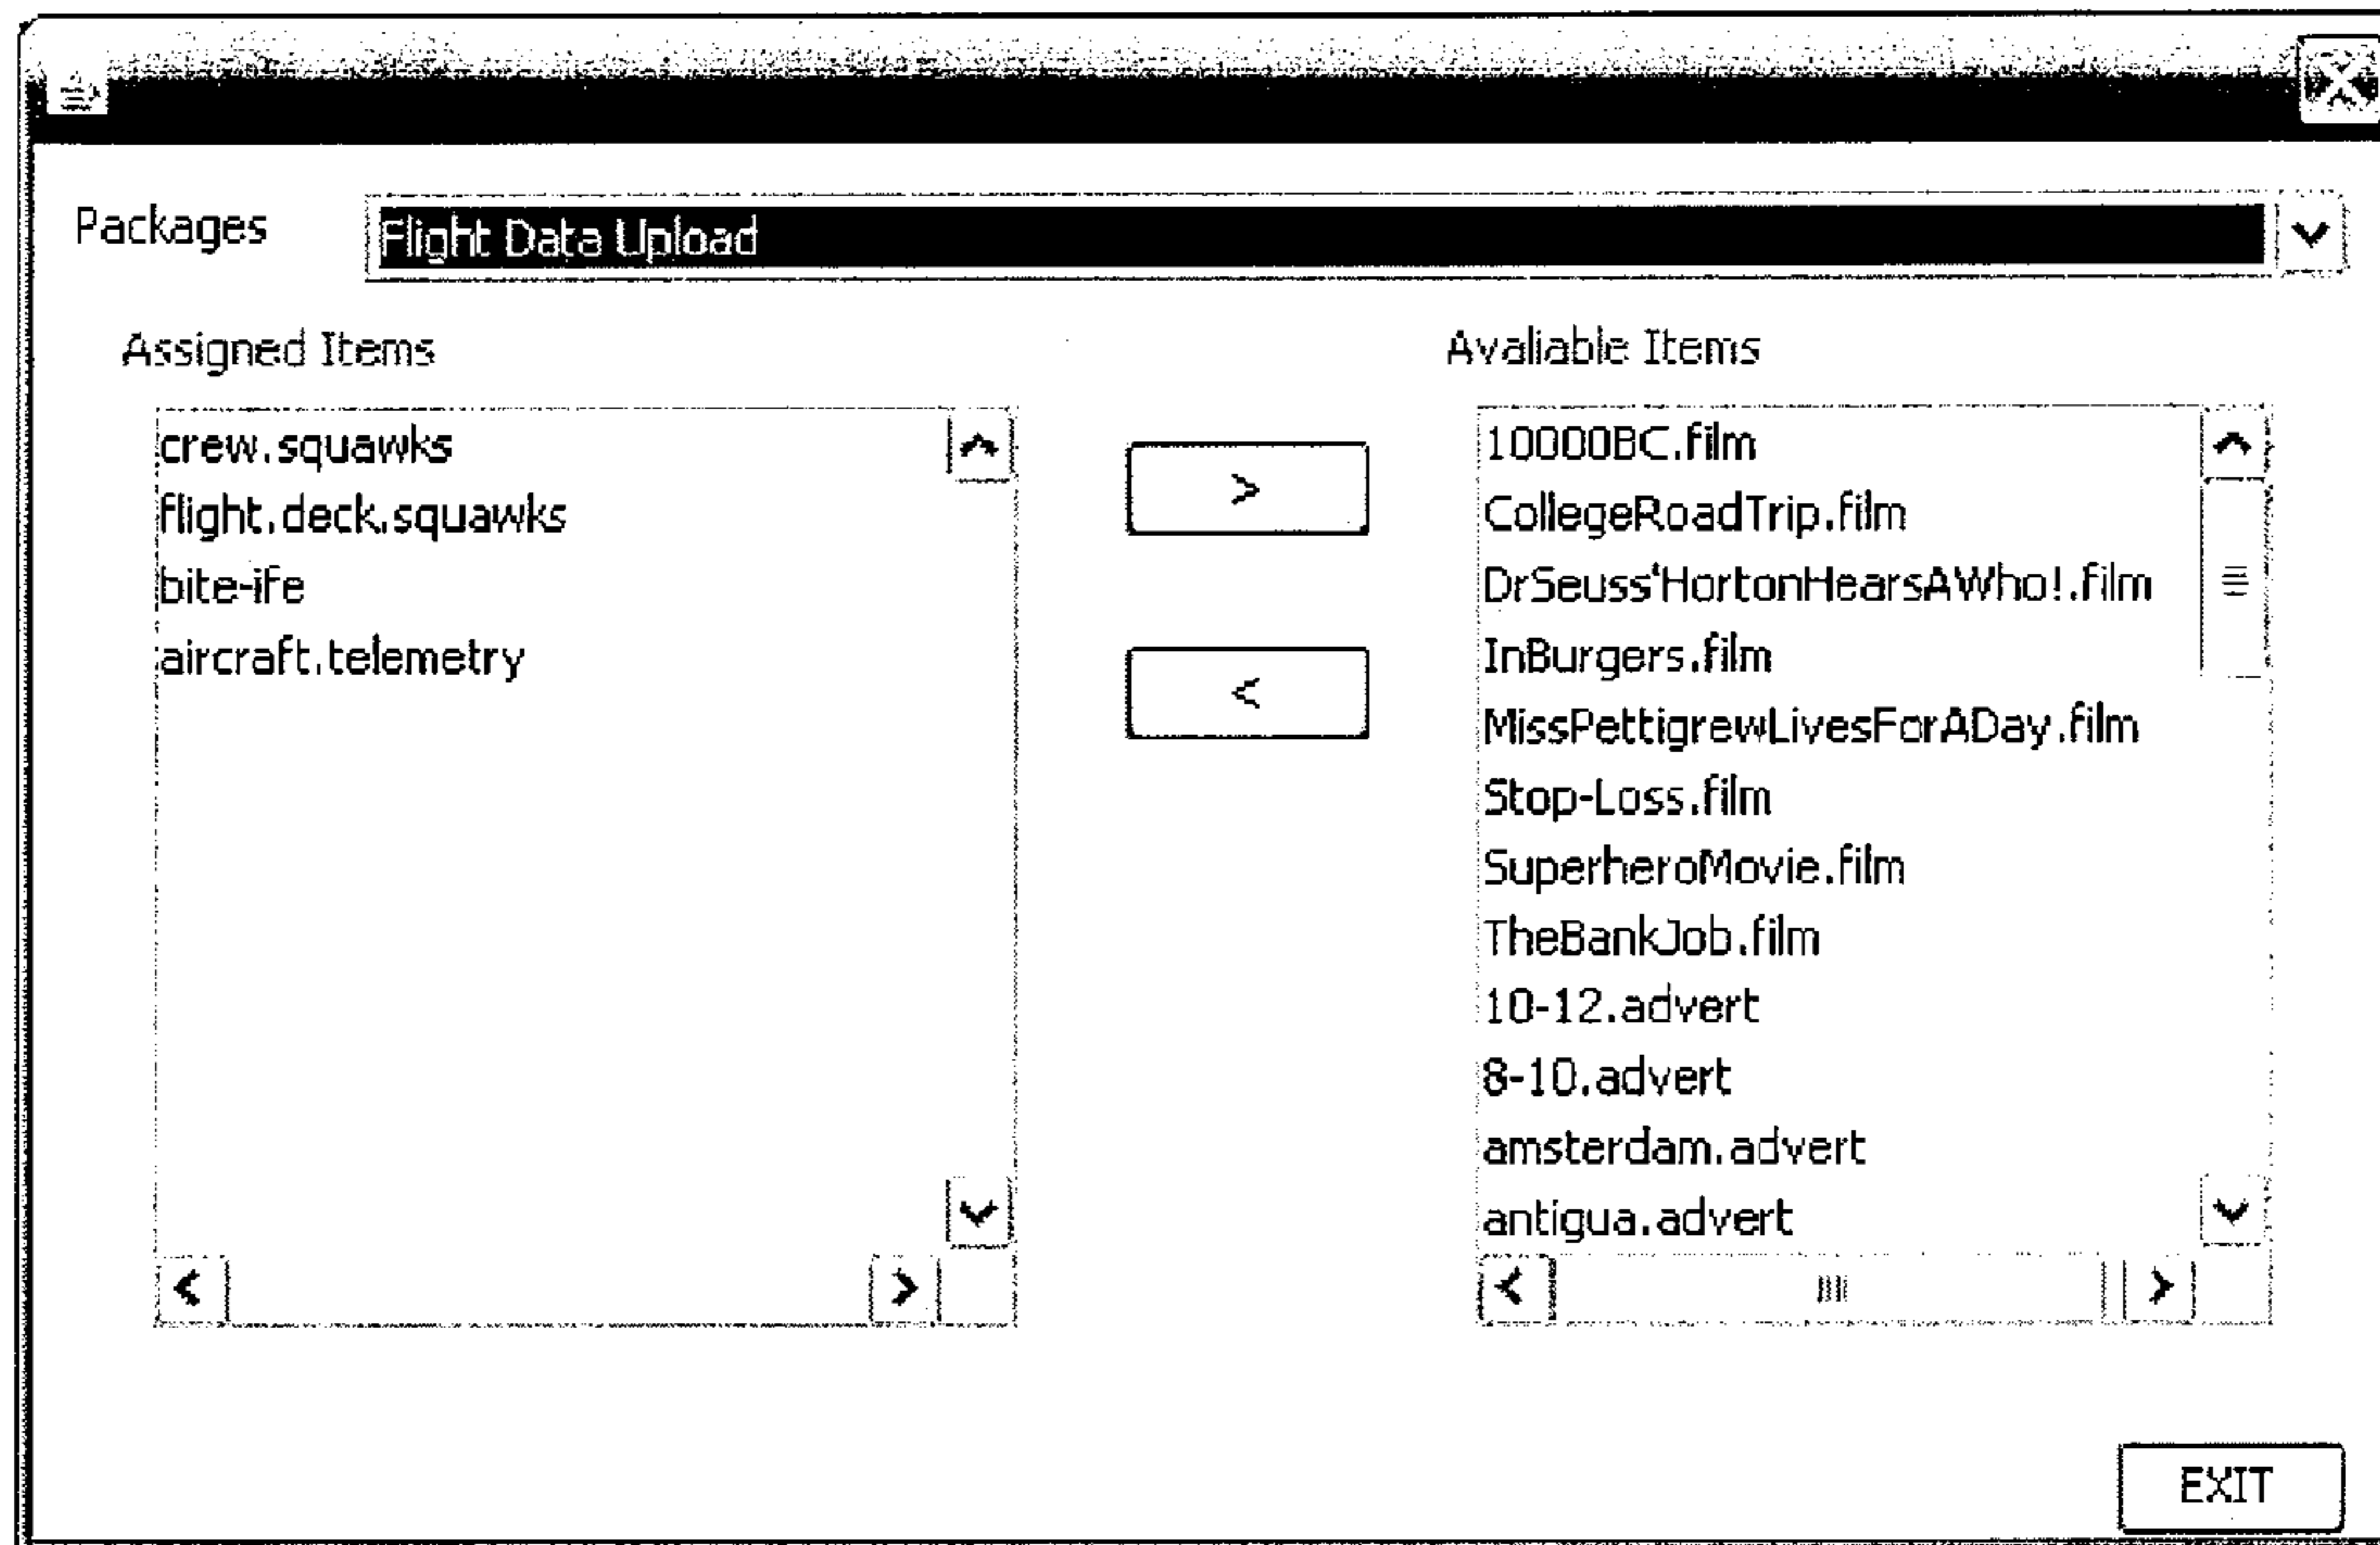 Packages
Flight Data Upload
Assigned Items
crew.squawks
flight.deck.squawks
bite-ife
aircraft.telemetry
>
<
Avaliable Items
10000BC.film
CollegeRoadTrip.film
DrSeuss'HortonHearsAWho!.film
InBurgers.film
MissPettigrewLivesForADay.film
Stop-Loss.film
SuperheroMovie.film
TheBankJob.film
10-12.advert
8-10.advert
amsterdam.advert
antigua.advert
EXIT